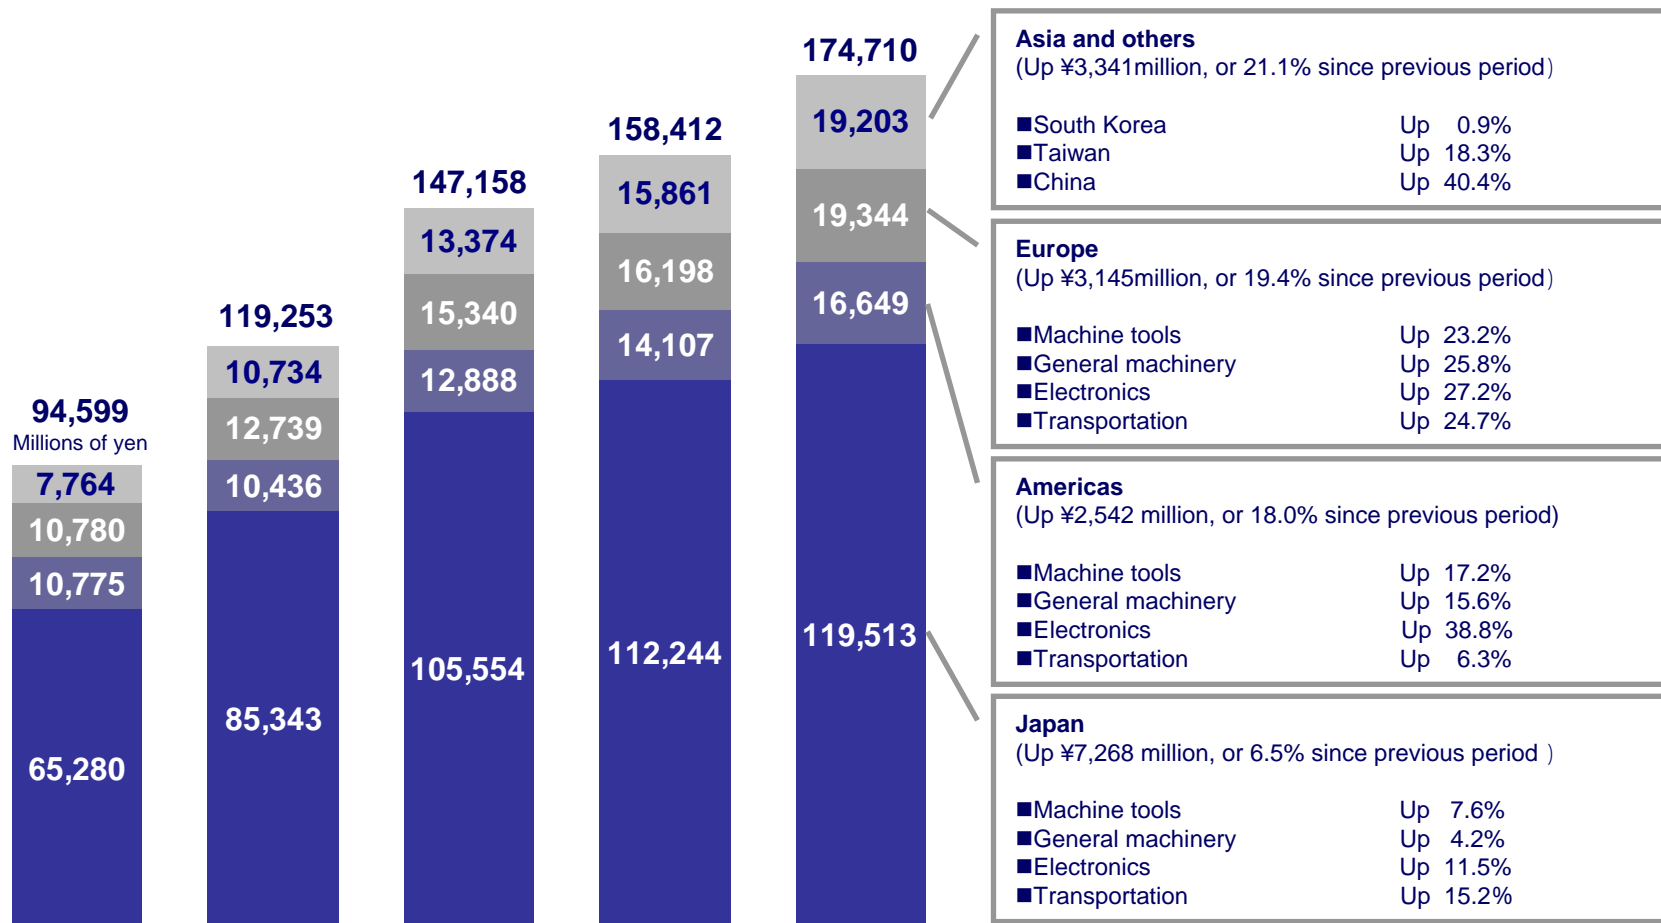 94,599
Millions of yen
7,764
10,780
10,775
65,280
119,253
10,734
12,739
10,436
85,343
147,158
13,374
15,340
12,888
105,554
158,412
15,861
16,198
14,107
112,244
174,710
19,203
19,344
16,649
119,513
Asia and others
(Up ¥3,341million, or 21.1% since previous period)
■South Korea Up 0.9%
■Taiwan Up 18.3%
■China Up 40.4%
Europe
(Up ¥3,145million, or 19.4% since previous period)
■Machine tools Up 23.2%
■General machinery Up 25.8%
■Electronics Up 27.2%
■Transportation Up 24.7%
Americas
(Up ¥2,542 million, or 18.0% since previous period)
■Machine tools Up 17.2%
■General machinery Up 15.6%
■Electronics Up 38.8%
■Transportation Up 6.3%
Japan
(Up ¥7,268 million, or 6.5% since previous period )
■Machine tools Up 7.6%
■General machinery Up 4.2%
■Electronics Up 11.5%
■Transportation Up 15.2%